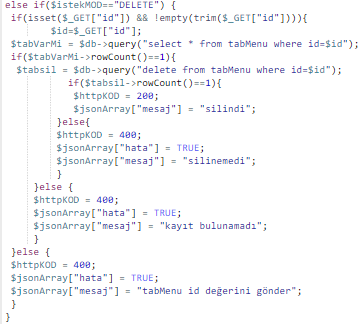 else if($istekMOD=="DELETE") {
if(isset($_GET["id"]) && !empty(trim($_GET["id"]))){
$id=$_GET["id"];
$tabVarMi = $db->query("select * from tabMenu where id=$id");
if($tabVarMi->rowCount()==1){
$tabsil = $db->query("delete from tabMenu where id=$id");
if($tabsil->rowCount()==1){
$httpKOD = 200;
$jsonArray["mesaj"] = "silindi";
}else{
$httpKOD = 400;
$jsonArray["hata"] = TRUE;
$jsonArray["mesaj"] = "silinemedi";
}
}else {
$httpKOD = 400;
$jsonArray["hata"] = TRUE;
$jsonArray["mesaj"] = "kayıt bulunamadı";
}
}else {
$httpKOD = 400;
$jsonArray["hata"] = TRUE;
$jsonArray["mesaj"] = "tabMenu id değerini gönder";
}
}